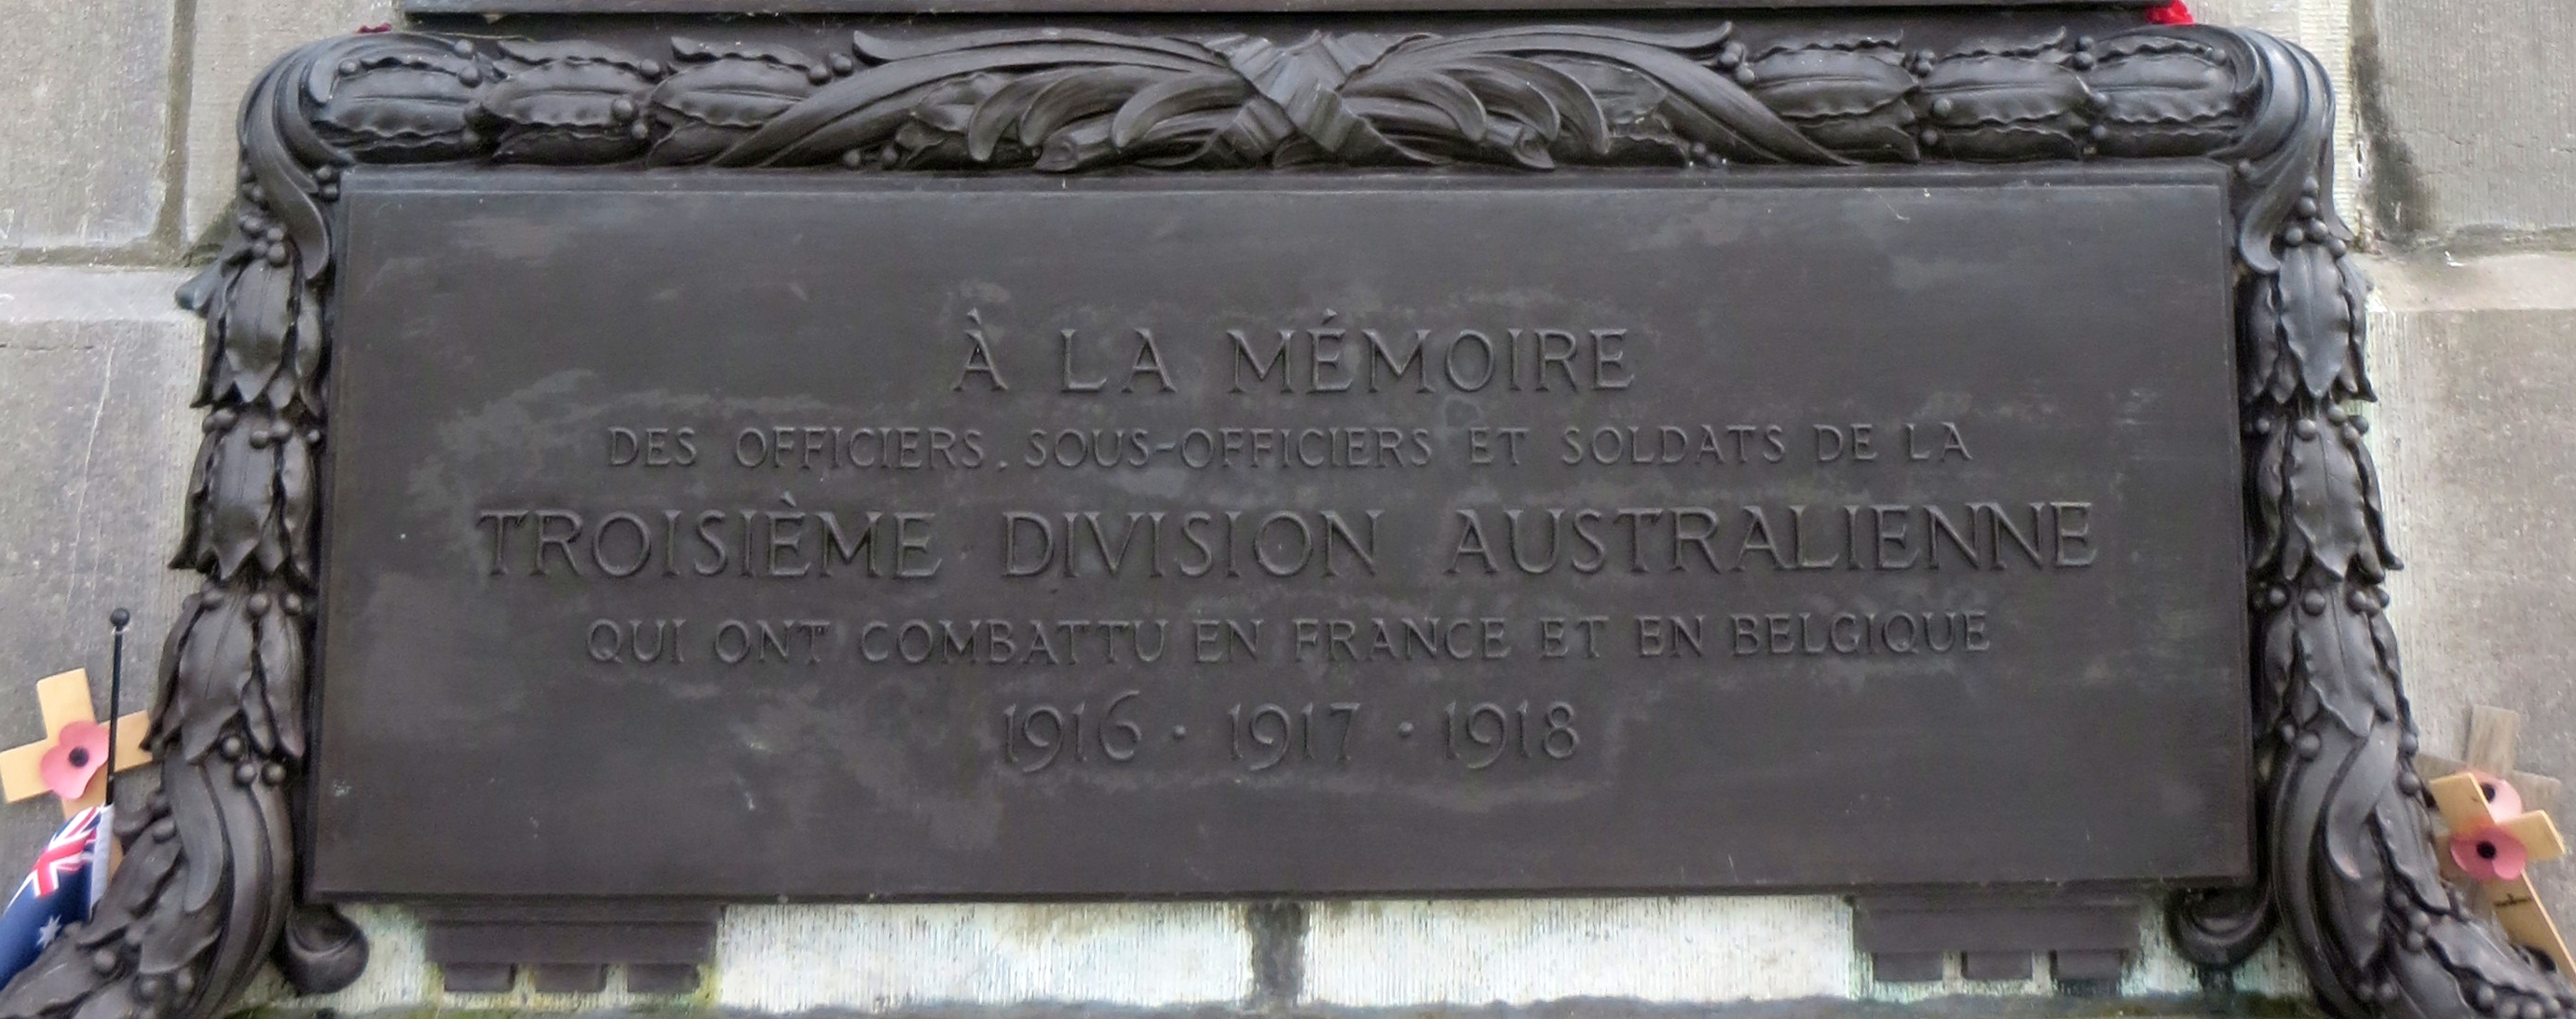 À LA MÉMOIRE
DES OFFICIERS, SOUS-OFFICIERS ET SOLDATS DE LA
TROISIÈME DIVISION AUSTRALIENNE
QUI ONT COMBATTU EN FRANCE ET EN BELGIQUE
1916 · 1917 · 1918